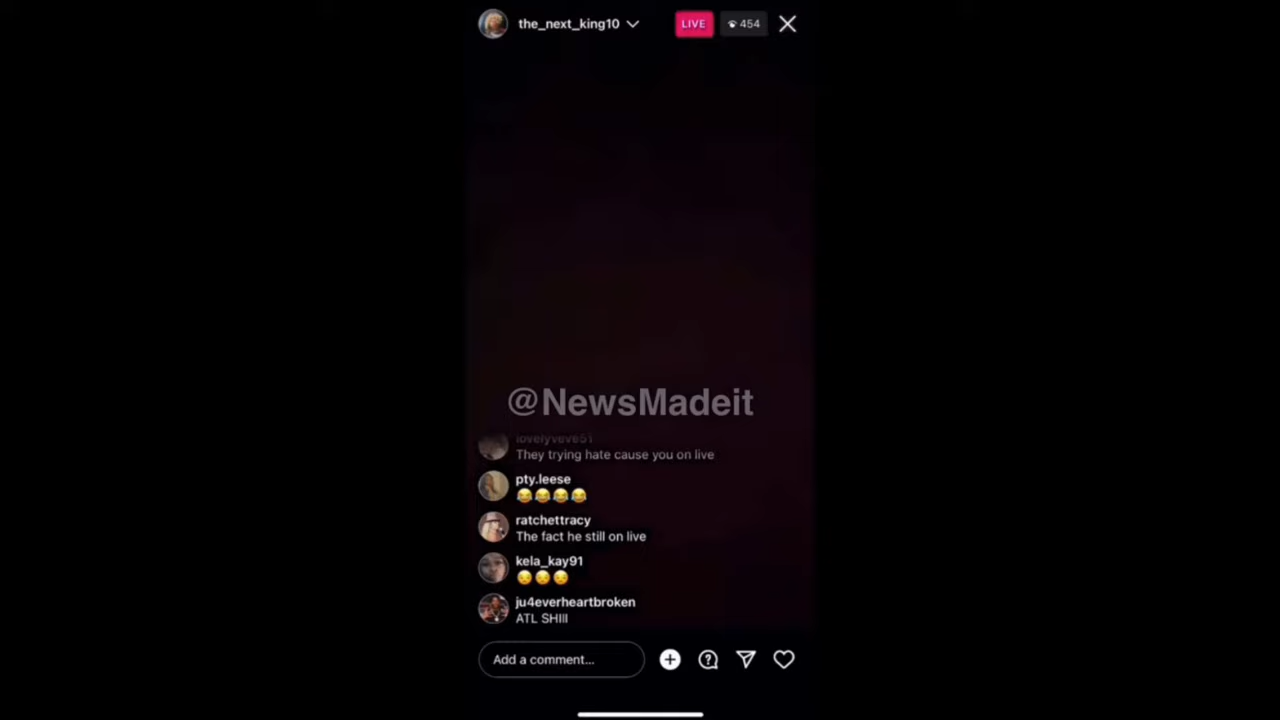 the_next_king10
LIVE
454
@NewsMadeit
lovelyvev651
They trying hate cause you on live
pty.leese
😂😂😂😂
ratchettracy
The fact he still on live
kela_kay91
😒😒😒
ju4everheartbroken
ATL SHIII
Add a comment...